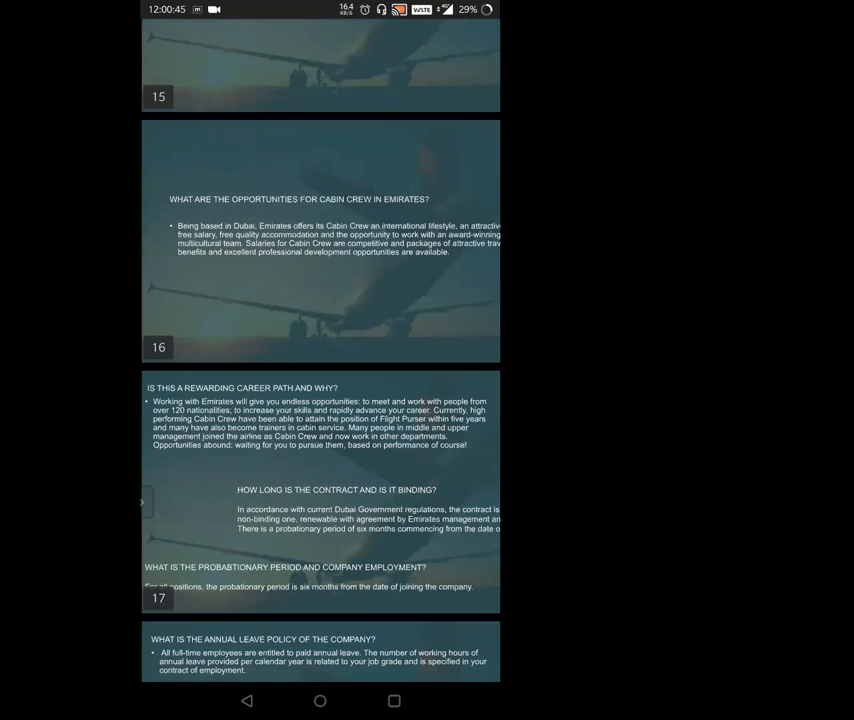 12:00:45
16.4
KB/S
VoLTE
4G
29%
15
WHAT ARE THE OPPORTUNITIES FOR CABIN CREW IN EMIRATES?
• Being based in Dubai, Emirates offers its Cabin Crew an international lifestyle, an attractive
free salary, free quality accommodation and the opportunity to work with an award-winning
multicultural team. Salaries for Cabin Crew are competitive and packages of attractive trav
benefits and excellent professional development opportunities are available.
16
IS THIS A REWARDING CAREER PATH AND WHY?
• Working with Emirates will give you endless opportunities: to meet and work with people from
over 120 nationalities; to increase your skills and rapidly advance your career. Currently, high
performing Cabin Crew have been able to attain the position of Flight Purser within five years
and many have also become trainers in cabin service. Many people in middle and upper
management joined the airline as Cabin Crew and now work in other departments.
Opportunities abound: waiting for you to pursue them, based on performance of course!
HOW LONG IS THE CONTRACT AND IS IT BINDING?
In accordance with current Dubai Government regulations, the contract is
non-binding one, renewable with agreement by Emirates management an
There is a probationary period of six months commencing from the date o
WHAT IS THE PROBABTIONARY PERIOD AND COMPANY EMPLOYMENT?
For all positions, the probationary period is six months from the date of joining the company.
17
WHAT IS THE ANNUAL LEAVE POLICY OF THE COMPANY?
• All full-time employees are entitled to paid annual leave. The number of working hours of
annual leave provided per calendar year is related to your job grade and is specified in your
contract of employment.